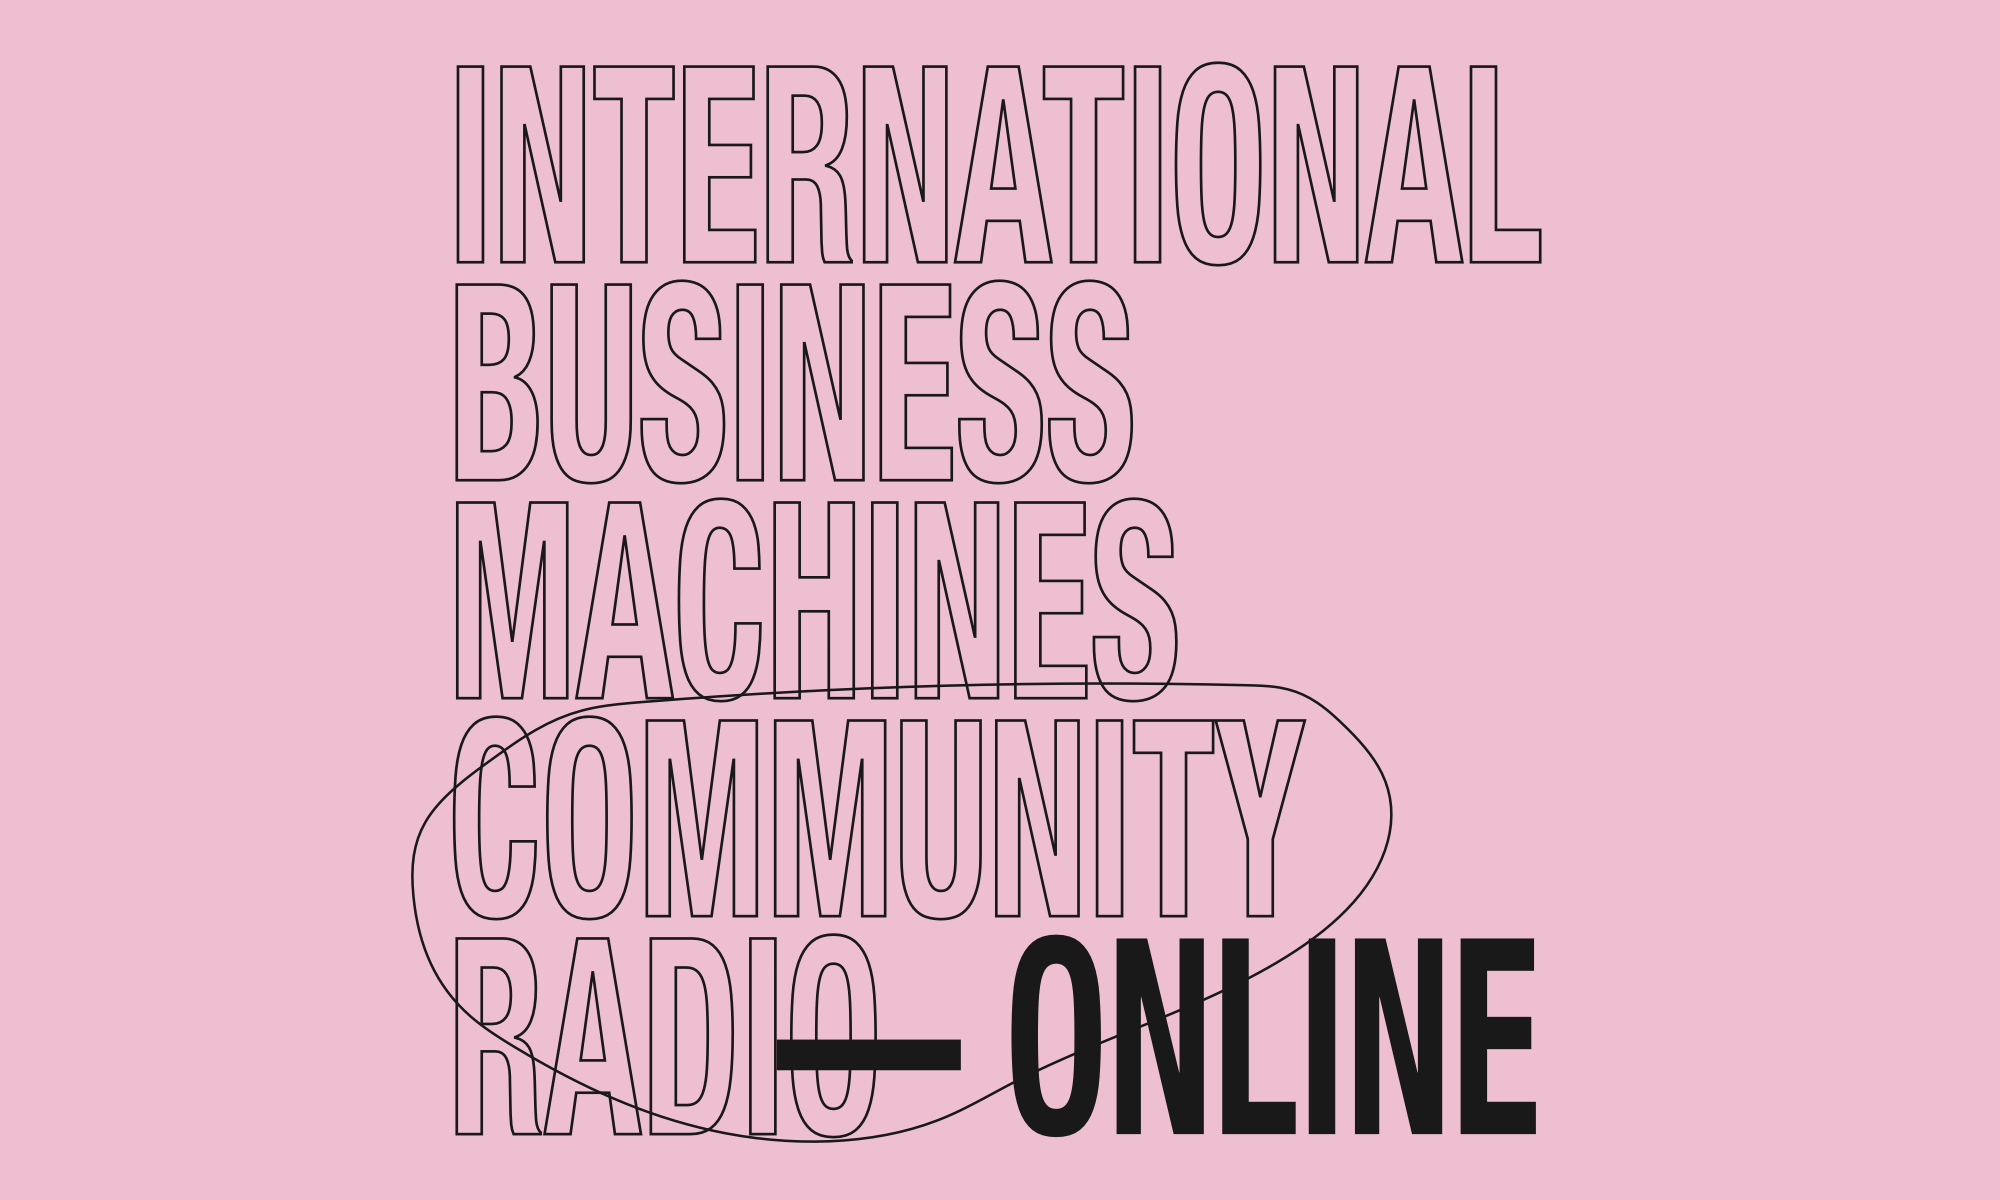 INTERNATIONAL
BUSINESS
MACHINES
COMMUNITY
RADIO — ONLINE